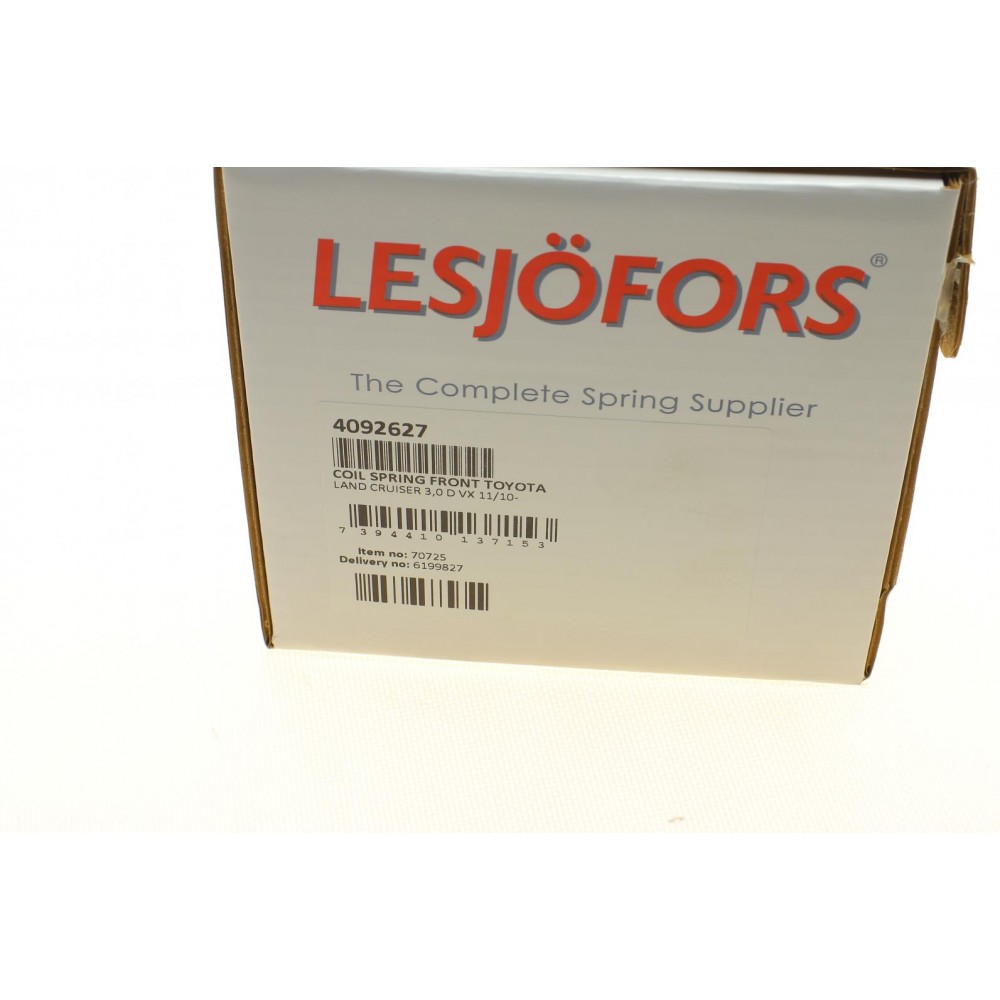 LESJÖFORS®
The Complete Spring Supplier
4092627
COIL SPRING FRONT TOYOTA
LAND CRUISER 3,0 D VX 11/10-
7 394410 137153
Item no: 70725
Delivery no: 6199827